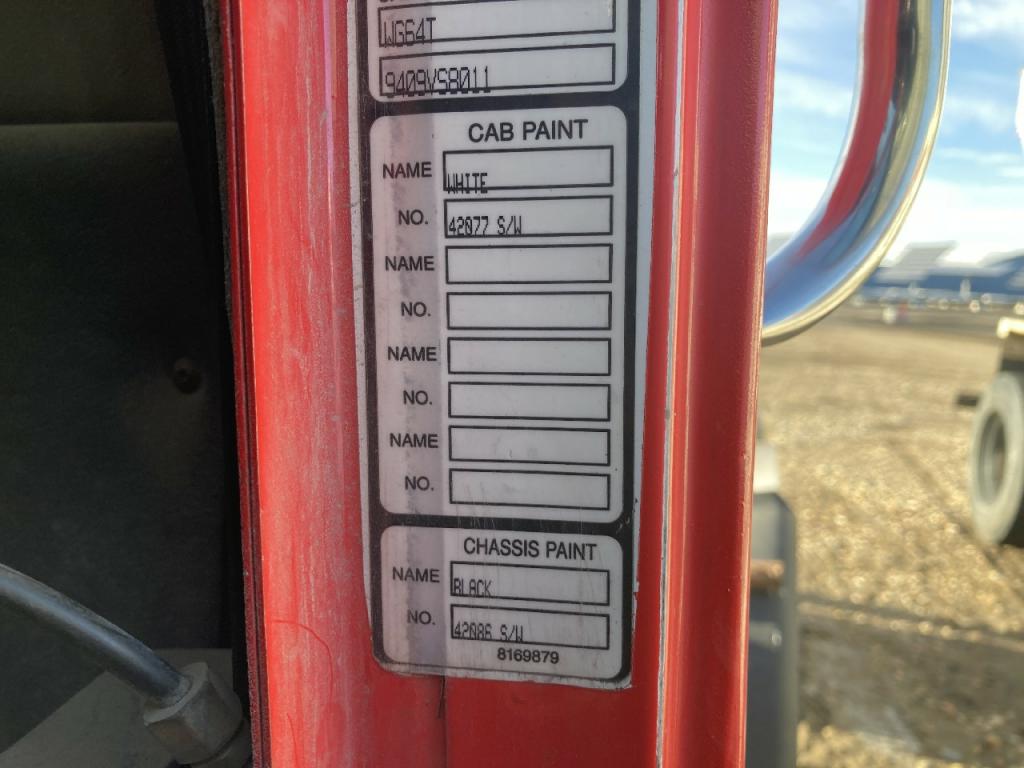 WG64T
9409VS8011
CAB PAINT
NAME WHITE
NO. 42077 S/W
NAME
NO.
NAME
NO.
NAME
NO.
CHASSIS PAINT
NAME BLACK
NO. 42086 S/W
8169879